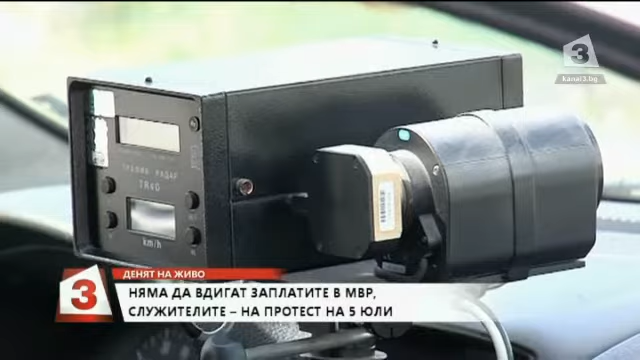 3
kanal3.bg
ТРАФИК РАДАР
TR4D
km/h
ДЕНЯТ НА ЖИВО
3
НЯМА ДА ВДИГАТ ЗАПЛАТИТЕ В МВР,
СЛУЖИТЕЛИТЕ – НА ПРОТЕСТ НА 5 ЮЛИ